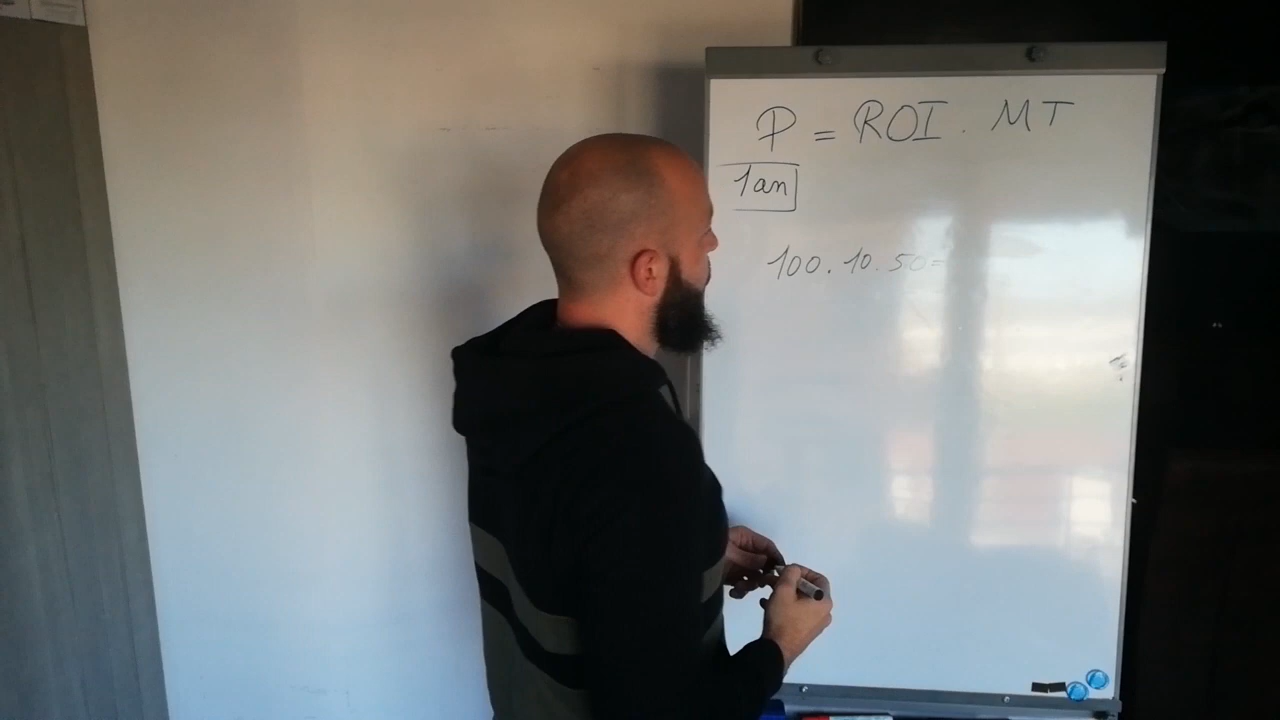 P = ROI . MT
1an
100.10.50=